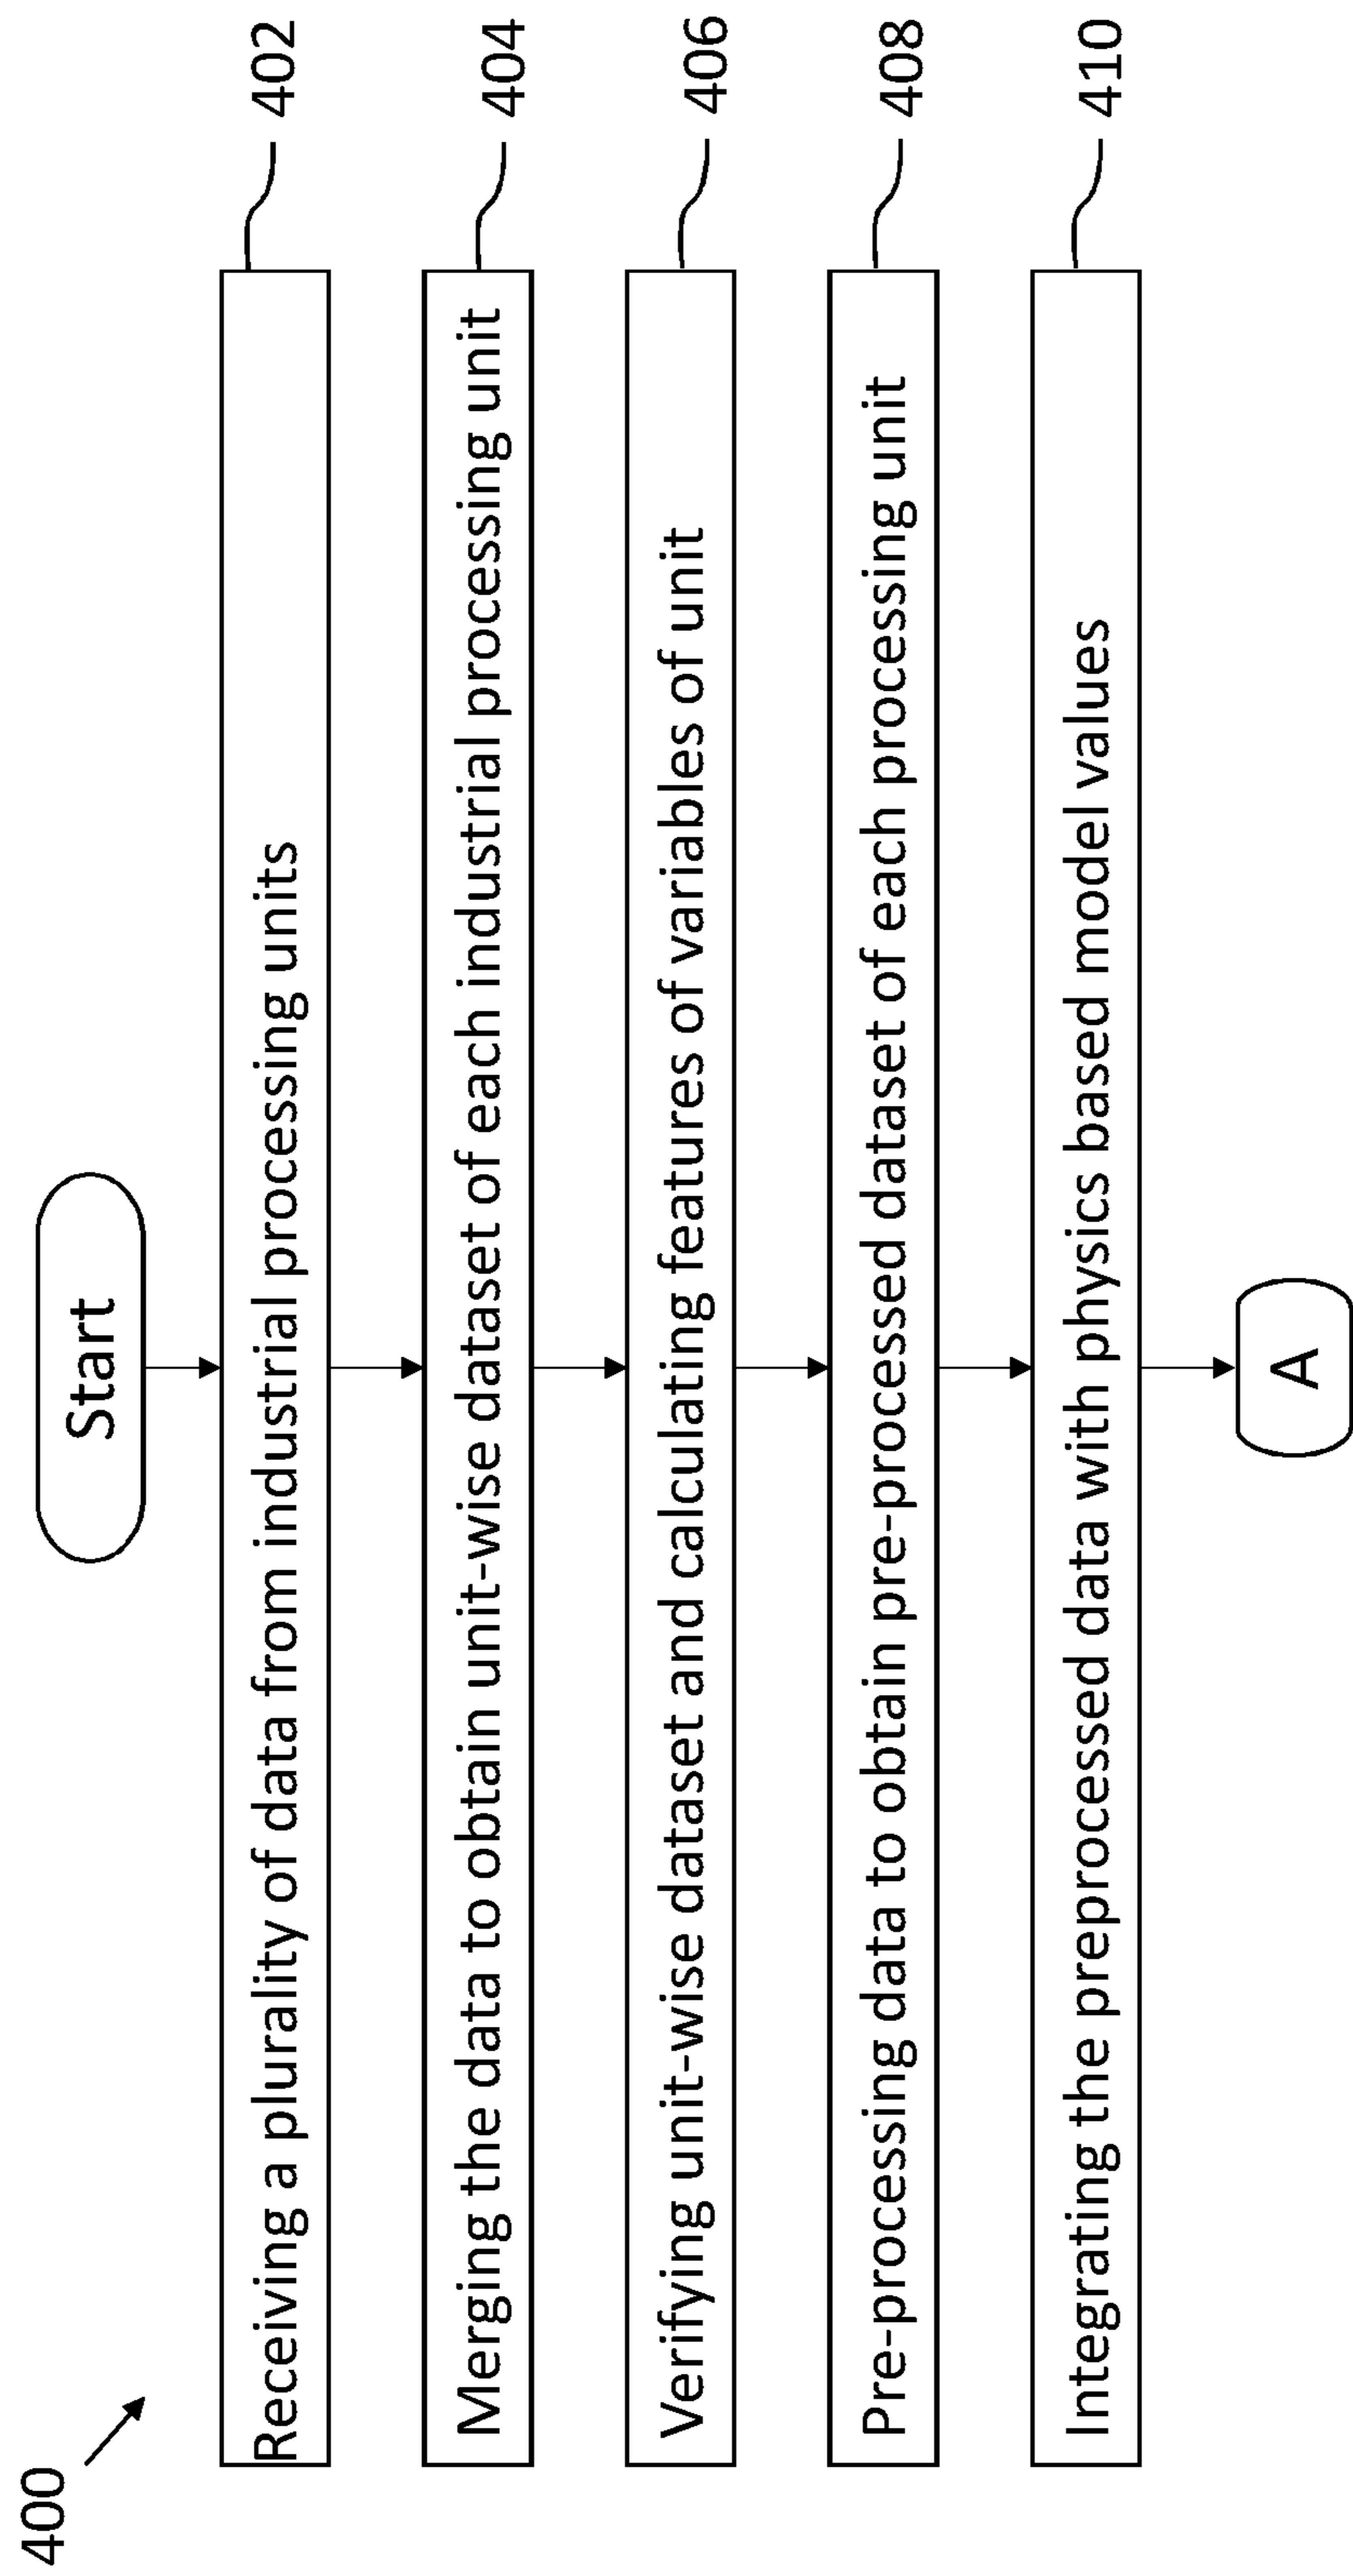 400
Start
Receiving a plurality of data from industrial processing units
402
Merging the data to obtain unit-wise dataset of each industrial processing unit
404
Verifying unit-wise dataset and calculating features of variables of unit
406
Pre-processing data to obtain pre-processed dataset of each processing unit
408
Integrating the preprocessed data with physics based model values
410
A